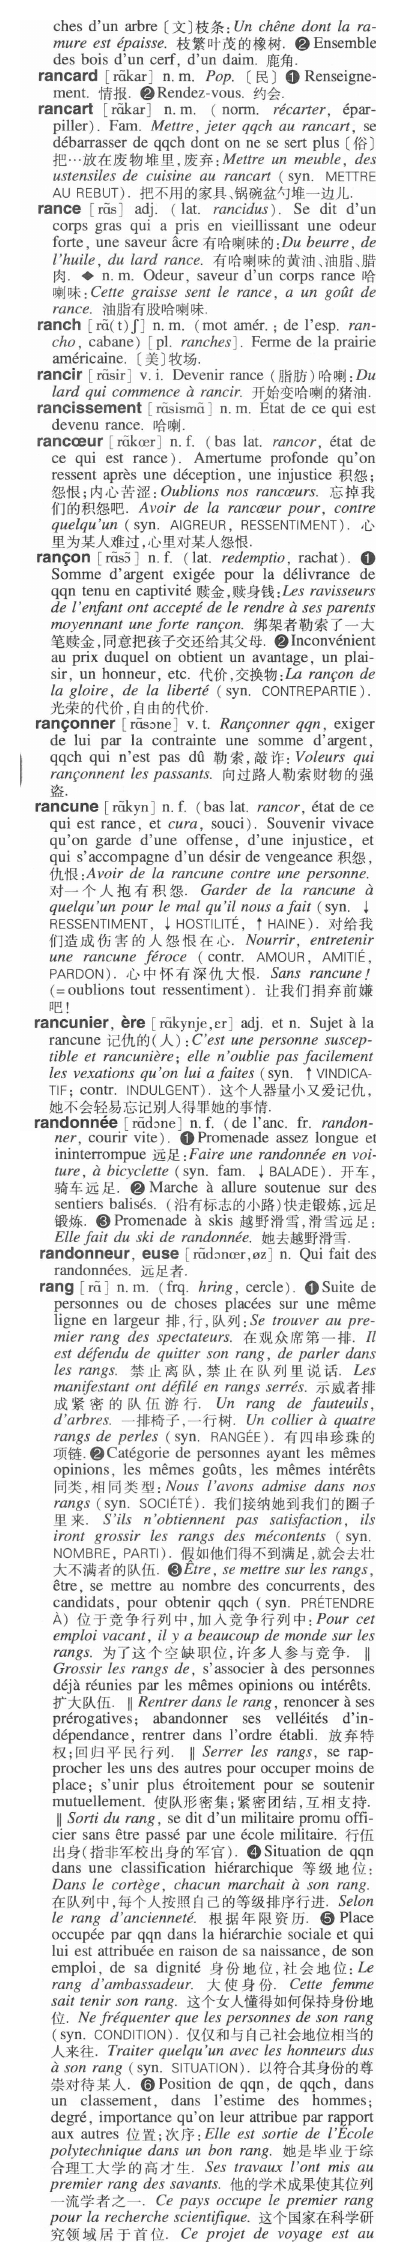 ches d'un arbre〔文〕枝条:Un chêne dont la ra-
mure est épaisse. 枝繁叶茂的橡树. ❷ Ensemble
des bois d'un cerf, d'un daim. 鹿角.
rancard [rɑ̃kar] n. m. Pop.〔民〕❶ Renseigne-
ment. 情报. ❷ Rendez-vous. 约会.
rancart [rɑ̃kar] n. m. (norm. récarter, épar-
piller). Fam. Mettre, jeter qqch au rancart, se
débarrasser de qqch dont on ne se sert plus〔俗〕
把…放在废物堆里,废弃:Mettre un meuble, des
ustensiles de cuisine au rancart (syn. METTRE
AU REBUT). 把不用的家具、锅碗盆勺堆一边儿.
rance [rɑ̃s] adj. (lat. rancidus). Se dit d'un
corps gras qui a pris en vieillissant une odeur
forte, une saveur âcre 有哈喇味的:Du beurre, de
l'huile, du lard rance. 有哈喇味的黄油、油脂、腊
肉. ◆ n. m. Odeur, saveur d'un corps rance 哈
喇味:Cette graisse sent le rance, a un goût de
rance. 油脂有股哈喇味.
ranch [rɑ̃(t)ʃ] n. m. (mot amér. ; de l'esp. ran-
cho, cabane) [pl. ranches]. Ferme de la prairie
américaine.〔美〕牧场.
rancir [rɑ̃sir] v. i. Devenir rance (脂肪)哈喇:Du
lard qui commence à rancir. 开始变哈喇的猪油.
rancissement [rɑ̃sismɑ̃] n. m. État de ce qui est
devenu rance. 哈喇.
rancœur [rɑ̃kœr] n. f. (bas lat. rancor, état de
ce qui est rance). Amertume profonde qu'on
ressent après une déception, une injustice 积怨;
怨恨;内心苦涩:Oublions nos rancœurs. 忘掉我
们的积怨吧. Avoir de la rancœur pour, contre
quelqu'un (syn. AIGREUR, RESSENTIMENT). 心
里为某人难过,心里对某人怨恨.
rançon [rɑ̃sɔ̃] n. f. (lat. redemptio, rachat). ❶
Somme d'argent exigée pour la délivrance de
qqn tenu en captivité 赎金,赎身钱:Les ravisseurs
de l'enfant ont accepté de le rendre à ses parents
moyennant une forte rançon. 绑架者勒索了一大
笔赎金,同意把孩子交还给其父母. ❷ Inconvénient
au prix duquel on obtient un avantage, un plai-
sir, un honneur, etc. 代价,交换物:La rançon de
la gloire, de la liberté (syn. CONTREPARTIE).
光荣的代价,自由的代价.
rançonner [rɑ̃sɔne] v. t. Rançonner qqn, exiger
de lui par la contrainte une somme d'argent,
qqch qui n'est pas dû 勒索,敲诈:Voleurs qui
rançonnent les passants. 向过路人勒索财物的强
盗.
rancune [rɑ̃kyn] n. f. (bas lat. rancor, état de ce
qui est rance, et cura, souci). Souvenir vivace
qu'on garde d'une offense, d'une injustice, et
qui s'accompagne d'un désir de vengeance 积怨,
仇恨:Avoir de la rancune contre une personne.
对一个人抱有积怨. Garder de la rancune à
quelqu'un pour le mal qu'il nous a fait (syn. ↓
RESSENTIMENT, ↓ HOSTILITÉ, ↑ HAINE). 对给我
们造成伤害的人怨恨在心. Nourrir, entretenir
une rancune féroce (contr. AMOUR, AMITIÉ,
PARDON). 心中怀有深仇大恨. Sans rancune!
(= oublions tout ressentiment). 让我们捐弃前嫌
吧!
rancunier, ère [rɑ̃kynje,ɛr] adj. et n. Sujet à la
rancune 记仇的(人):C'est une personne suscep-
tible et rancunière; elle n'oublie pas facilement
les vexations qu'on lui a faites (syn. ↑ VINDICA-
TIF; contr. INDULGENT). 这个人器量小又爱记仇,
她不会轻易忘记别人得罪她的事情.
randonnée [rɑ̃dɔne] n. f. (de l'anc. fr. randon-
ner, courir vite). ❶ Promenade assez longue et
ininterrompue 远足:Faire une randonnée en voi-
ture, à bicyclette (syn. fam. ↓ BALADE). 开车,
骑车远足. ❷ Marche à allure soutenue sur des
sentiers balisés. (沿有标志的小路)快走锻炼,远足
锻炼. ❸ Promenade à skis 越野滑雪,滑雪远足:
Elle fait du ski de randonnée. 她去越野滑雪.
randonneur, euse [rɑ̃dɔnœr,øz] n. Qui fait des
randonnées. 远足者.
rang [rɑ̃] n. m. (frq. hring, cercle). ❶ Suite de
personnes ou de choses placées sur une même
ligne en largeur 排,行,队列:Se trouver au pre-
mier rang des spectateurs. 在观众席第一排. Il
est défendu de quitter son rang, de parler dans
les rangs. 禁止离队,禁止在队列里说话. Les
manifestant ont défilé en rangs serrés. 示威者排
成紧密的队伍游行. Un rang de fauteuils,
d'arbres. 一排椅子,一行树. Un collier à quatre
rangs de perles (syn. RANGÉE). 有四串珍珠的
项链. ❷ Catégorie de personnes ayant les mêmes
opinions, les mêmes goûts, les mêmes intérêts
同类,相同类型:Nous l'avons admise dans nos
rangs (syn. SOCIÉTÉ). 我们接纳她到我们的圈子
里来. S'ils n'obtiennent pas satisfaction, ils
iront grossir les rangs des mécontents (syn.
NOMBRE, PARTI). 假如他们得不到满足,就会去壮
大不满者的队伍. ❸ Être, se mettre sur les rangs,
être, se mettre au nombre des concurrents, des
candidats, pour obtenir qqch (syn. PRÉTENDRE
À) 位于竞争行列中,加入竞争行列中:Pour cet
emploi vacant, il y a beaucoup de monde sur les
rangs. 为了这个空缺职位,许多人参与竞争. ‖
Grossir les rangs de, s'associer à des personnes
déjà réunies par les mêmes opinions ou intérêts.
扩大队伍. ‖ Rentrer dans le rang, renoncer à ses
prérogatives; abandonner ses velléités d'in-
dépendance, rentrer dans l'ordre établi. 放弃特
权;回归平民行列. ‖ Serrer les rangs, se rap-
procher les uns des autres pour occuper moins de
place; s'unir plus étroitement pour se soutenir
mutuellement. 使队形密集;紧密团结,互相支持.
‖ Sorti du rang, se dit d'un militaire promu offi-
cier sans être passé par une école militaire. 行伍
出身(指非军校出身的军官). ❹ Situation de qqn
dans une classification hiérarchique 等级地位:
Dans le cortège, chacun marchait à son rang.
在队列中,每个人按照自己的等级排序行进. Selon
le rang d'ancienneté. 根据年限资历. ❺ Place
occupée par qqn dans la hiérarchie sociale et qui
lui est attribuée en raison de sa naissance, de son
emploi, de sa dignité 身份地位,社会地位:Le
rang d'ambassadeur. 大使身份. Cette femme
sait tenir son rang. 这个女人懂得如何保持身份地
位. Ne fréquenter que les personnes de son rang
(syn. CONDITION). 仅仅和与自己社会地位相当的
人来往. Traiter quelqu'un avec les honneurs dus
à son rang (syn. SITUATION). 以符合其身份的尊
崇对待某人. ❻ Position de qqn, de qqch, dans
un classement, dans l'estime des hommes;
degré, importance qu'on leur attribue par rapport
aux autres 位置;次序:Elle est sortie de l'École
polytechnique dans un bon rang. 她是毕业于综
合理工大学的高才生. Ses travaux l'ont mis au
premier rang des savants. 他的学术成果使其位列
一流学者之一. Ce pays occupe le premier rang
pour la recherche scientifique. 这个国家在科学研
究领域居于首位. Ce projet de voyage est au